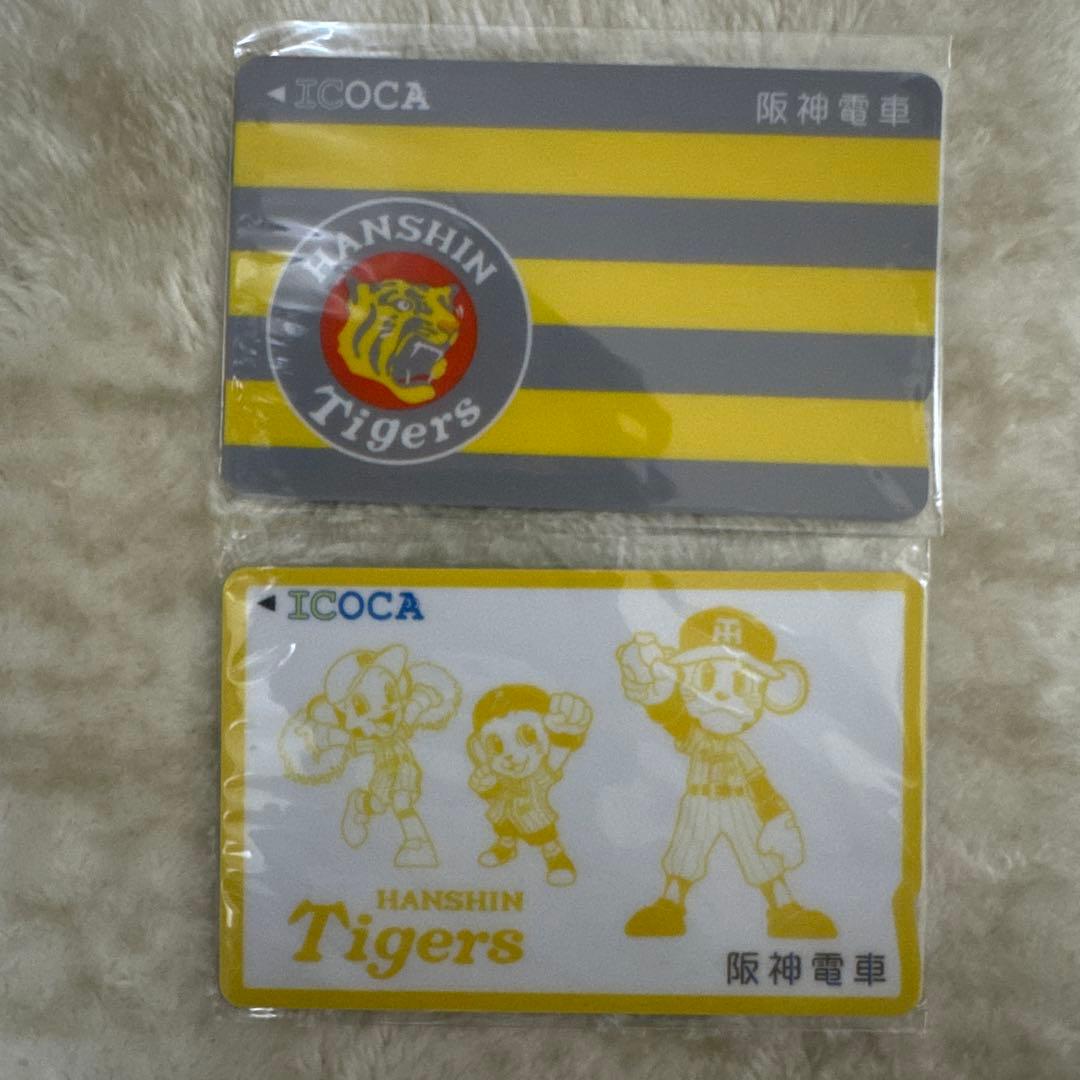 ◀ICOCA
阪神電車
HANSHIN
Tigers
◀ICOCA
HANSHIN
Tigers
阪神電車